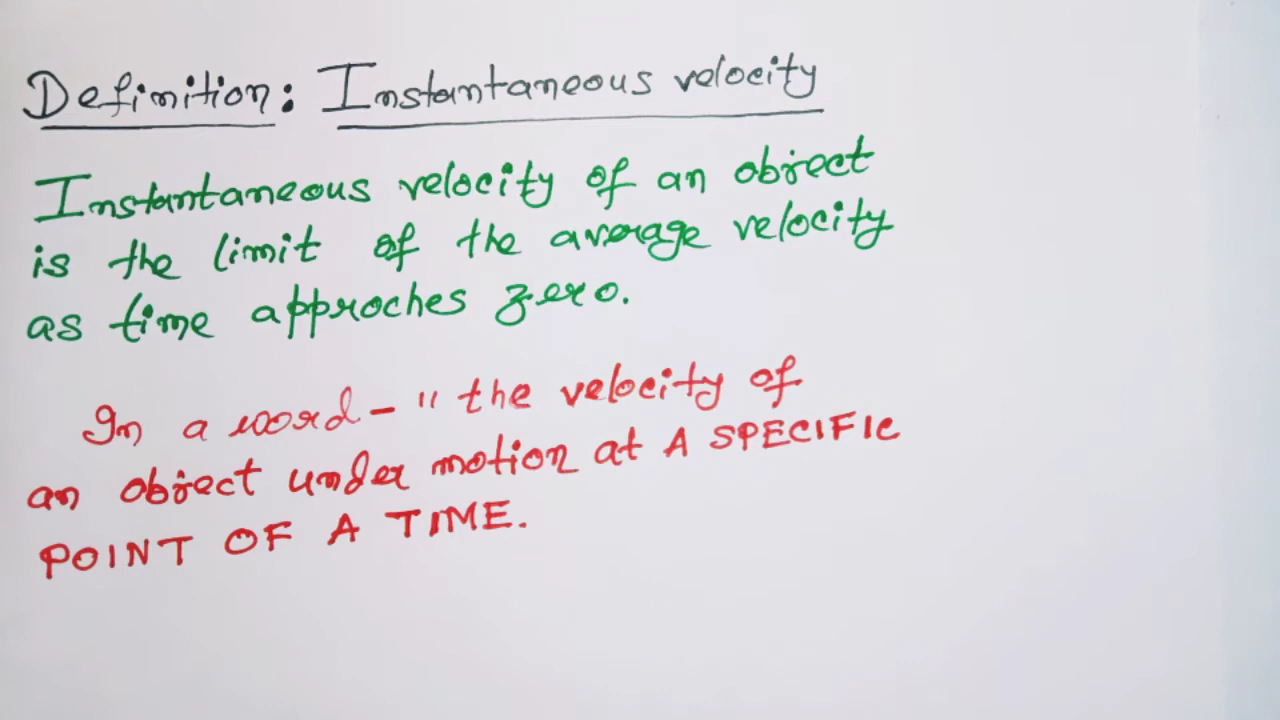 Definition: Instantaneous velocity
Instantaneous velocity of an object
is the limit of the average velocity
as time approches zero.
In a word - " the velocity of
an object under motion at A SPECIFIC
POINT OF A TIME.